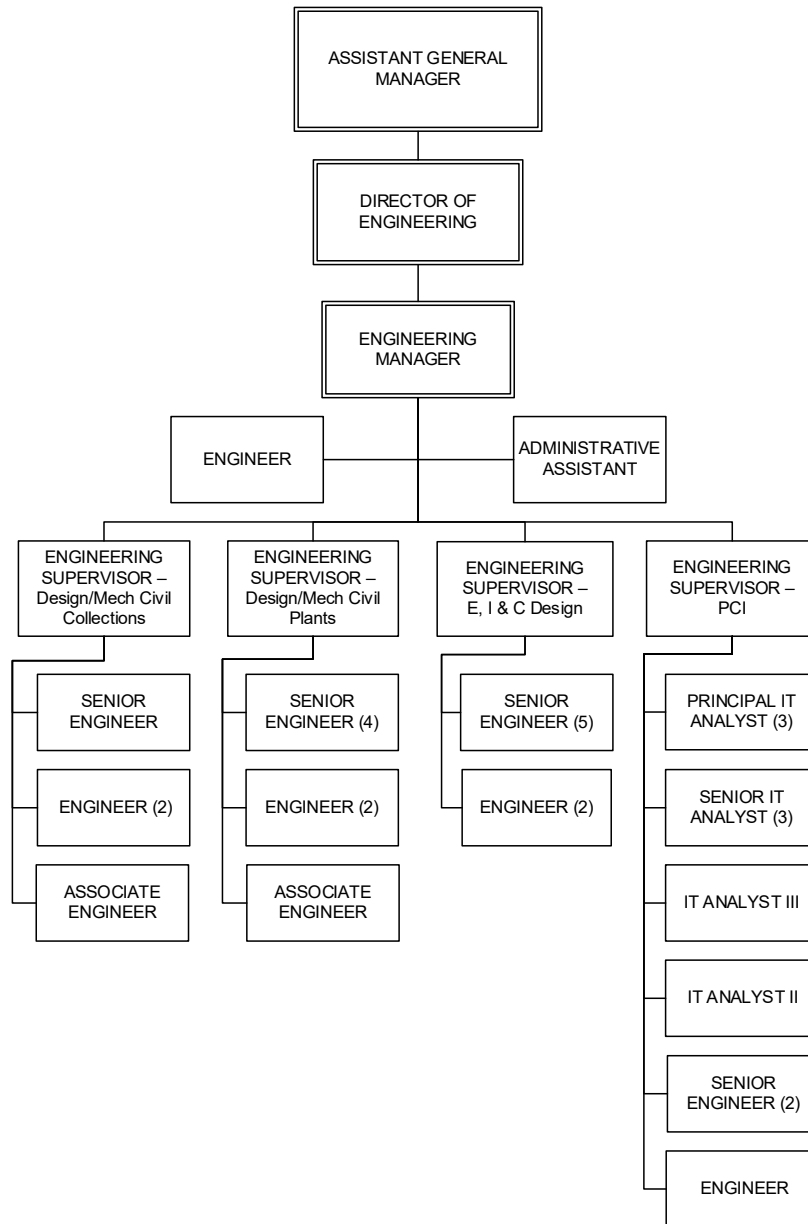 ASSISTANT GENERAL
MANAGER
DIRECTOR OF
ENGINEERING
ENGINEERING
MANAGER
ENGINEER
ADMINISTRATIVE
ASSISTANT
ENGINEERING
SUPERVISOR –
Design/Mech Civil
Collections
SENIOR
ENGINEER
ENGINEER (2)
ASSOCIATE
ENGINEER
ENGINEERING
SUPERVISOR –
Design/Mech Civil
Plants
SENIOR
ENGINEER (4)
ENGINEER (2)
ASSOCIATE
ENGINEER
ENGINEERING
SUPERVISOR –
E, I & C Design
SENIOR
ENGINEER (5)
ENGINEER (2)
ENGINEERING
SUPERVISOR –
PCI
PRINCIPAL IT
ANALYST (3)
SENIOR IT
ANALYST (3)
IT ANALYST III
IT ANALYST II
SENIOR
ENGINEER (2)
ENGINEER